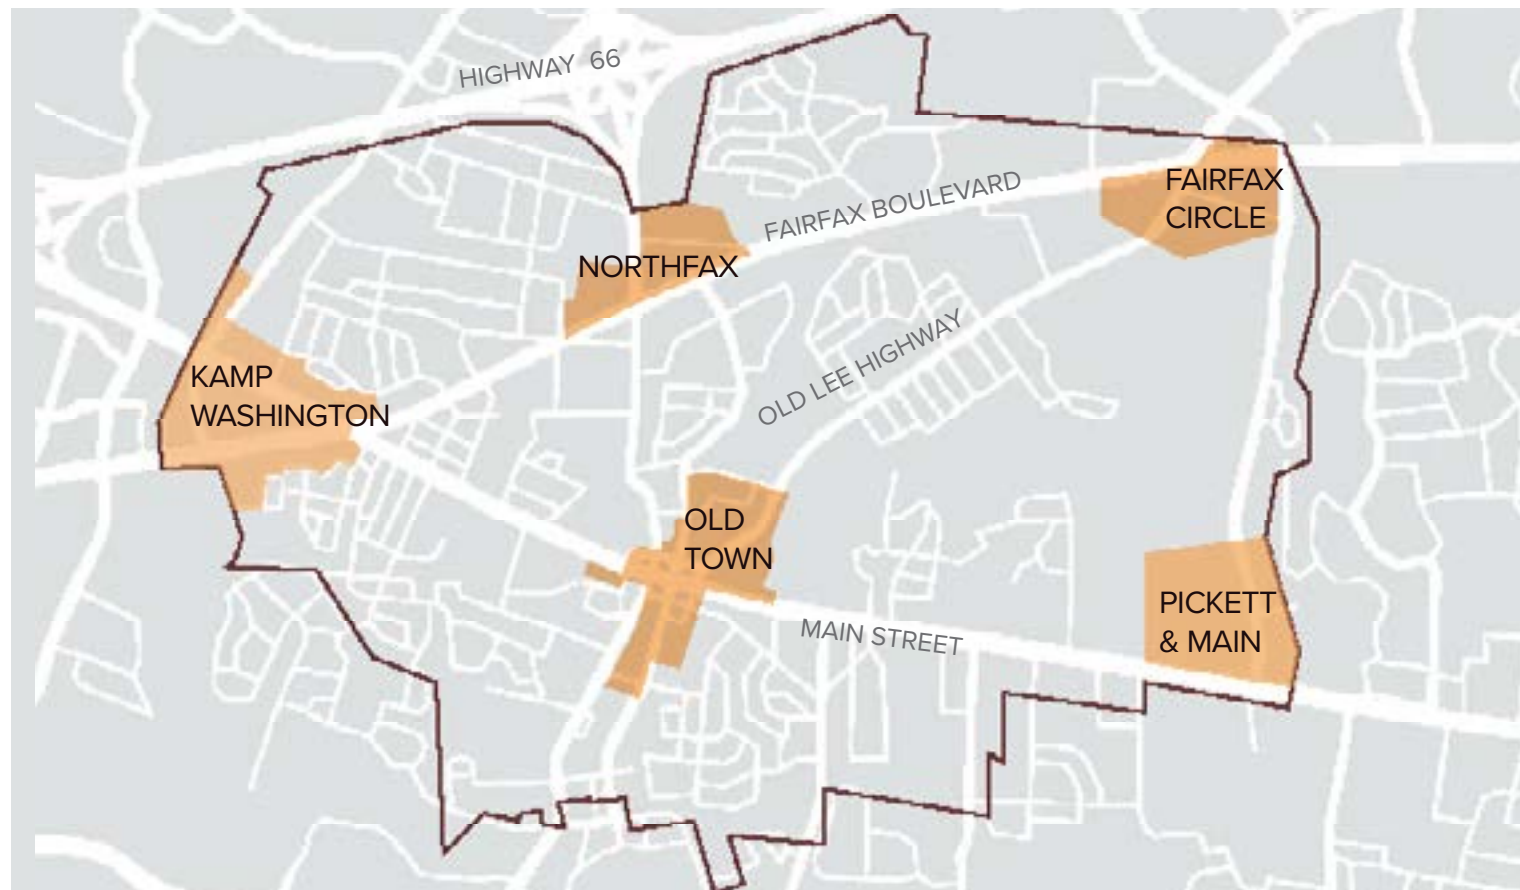 HIGHWAY 66
FAIRFAX
CIRCLE
FAIRFAX BOULEVARD
NORTHFAX
OLD LEE HIGHWAY
KAMP
WASHINGTON
OLD
TOWN
PICKETT
& MAIN
MAIN STREET